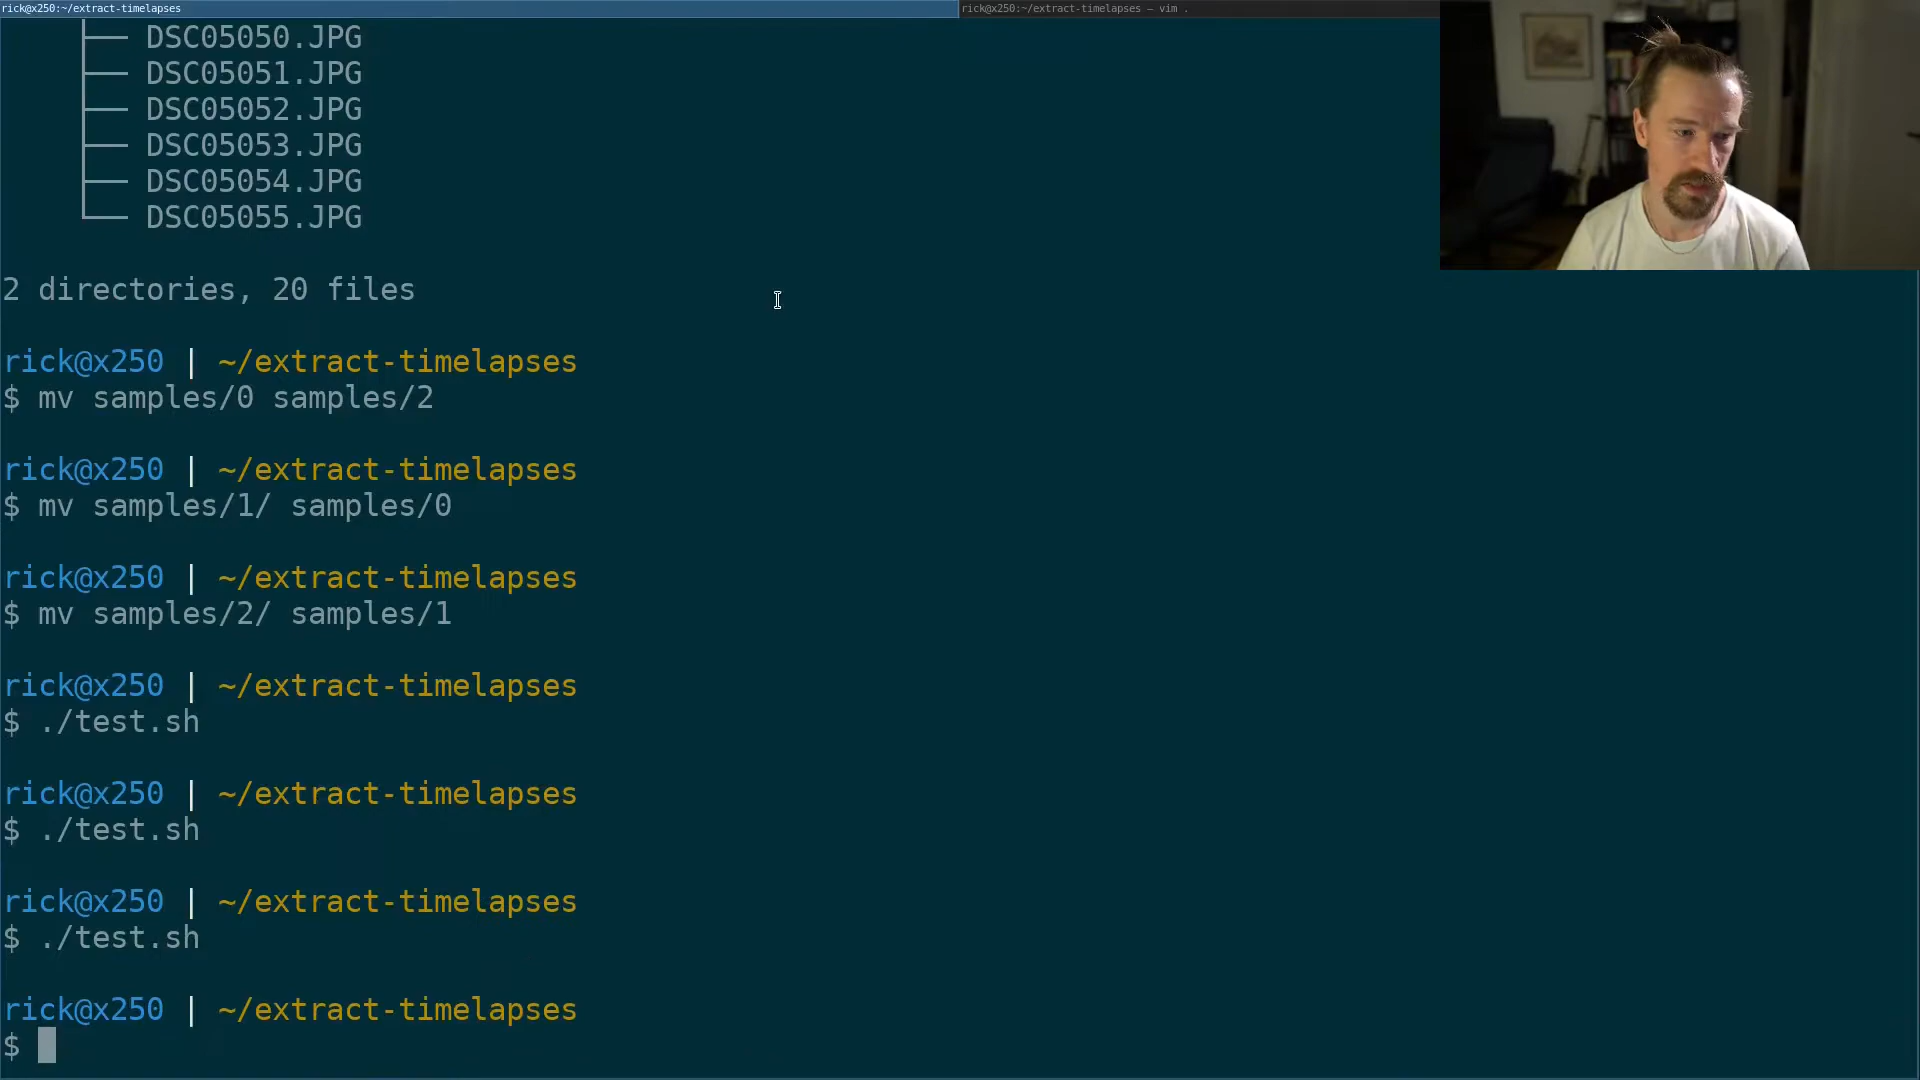 rick@x250:~/extract-timelapses
rick@x250:~/extract-timelapses — vim .
├── DSC05050.JPG
├── DSC05051.JPG
├── DSC05052.JPG
├── DSC05053.JPG
├── DSC05054.JPG
└── DSC05055.JPG
2 directories, 20 files
rick@x250 | ~/extract-timelapses
$ mv samples/0 samples/2
rick@x250 | ~/extract-timelapses
$ mv samples/1/ samples/0
rick@x250 | ~/extract-timelapses
$ mv samples/2/ samples/1
rick@x250 | ~/extract-timelapses
$ ./test.sh
rick@x250 | ~/extract-timelapses
$ ./test.sh
rick@x250 | ~/extract-timelapses
$ ./test.sh
rick@x250 | ~/extract-timelapses
$